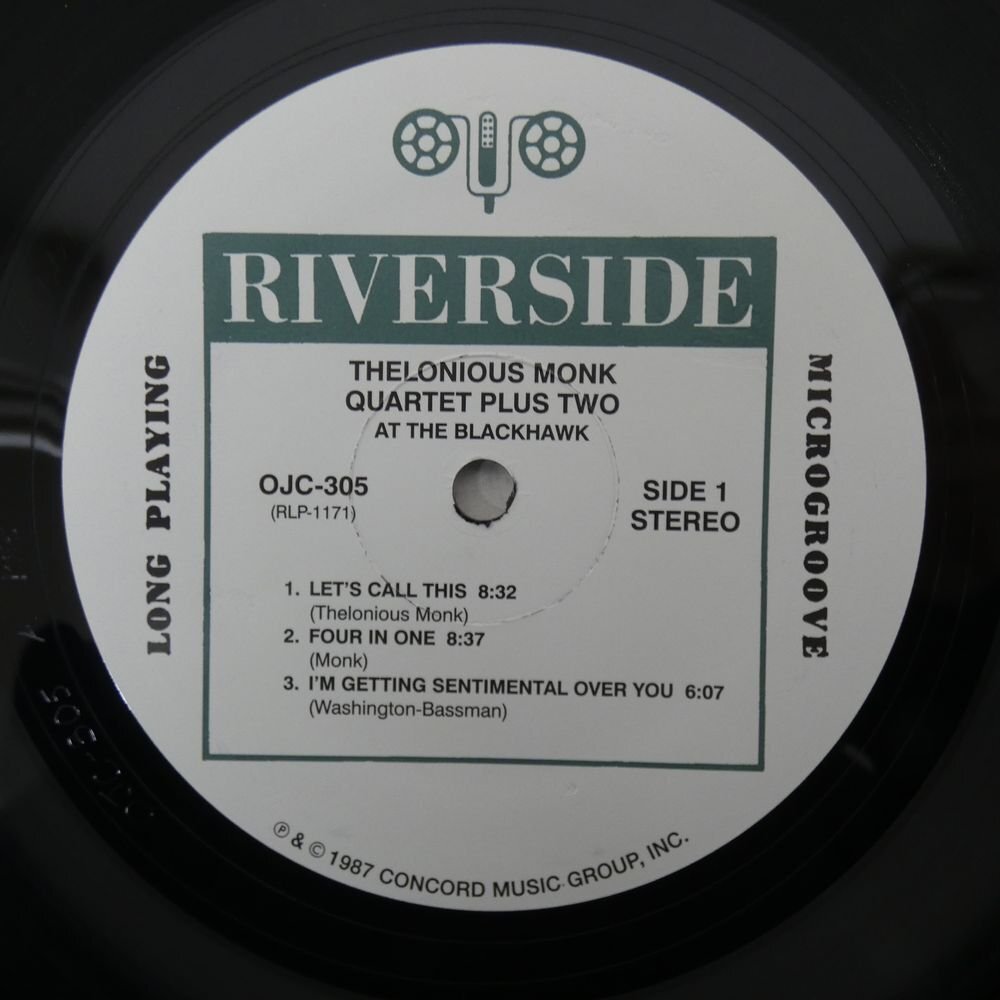 RIVERSIDE
THELONIOUS MONK
QUARTET PLUS TWO
AT THE BLACKHAWK
OJC-305
(RLP-1171)
SIDE 1
STEREO
LONG PLAYING
MICROGROOVE
1. LET'S CALL THIS 8:32
(Thelonious Monk)
2. FOUR IN ONE 8:37
(Monk)
3. I'M GETTING SENTIMENTAL OVER YOU 6:07
(Washington-Bassman)
℗ & © 1987 CONCORD MUSIC GROUP, INC.